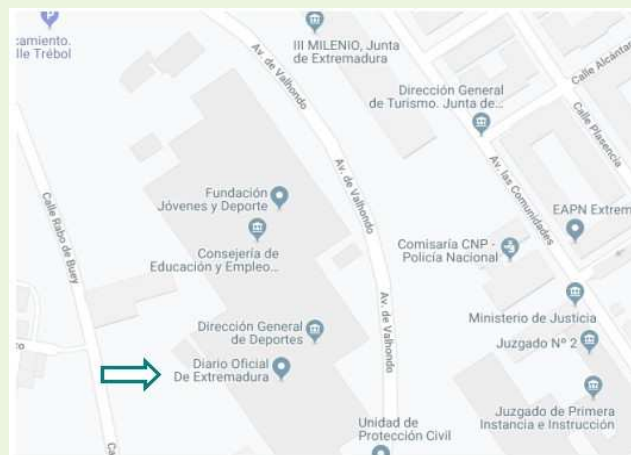 P
camiento.
lle Trébol
III MILENIO, Junta
de Extremadura
Av. de Valhondo
Calle Alcánta
Dirección General
de Turismo. Junta de...
Calle Plasencia
Av. de Valhondo
Av. las Comunidades
Calle Rabo de Buey
Fundación
Jóvenes y Deporte
EAPN Extrem
Consejería de
Educación y Empleo...
Comisaría CNP -
Policía Nacional
Av. de Valhondo
Ministerio de Justicia
Dirección General
de Deportes
Juzgado Nº 2
o
Diario Oficial
De Extremadura
Juzgado de Primera
Instancia e Instrucción
Unidad de
Protección Civil
Ca